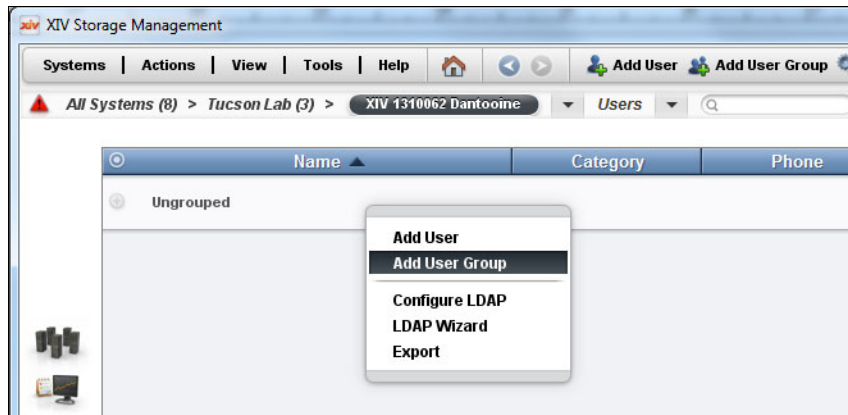 XIV XIV Storage Management
Systems | Actions | View | Tools | Help Add User Add User Group
All Systems (8) > Tucson Lab (3) > XIV 1310062 Dantooine Users
Name Category Phone
Ungrouped
Add User
Add User Group
Configure LDAP
LDAP Wizard
Export